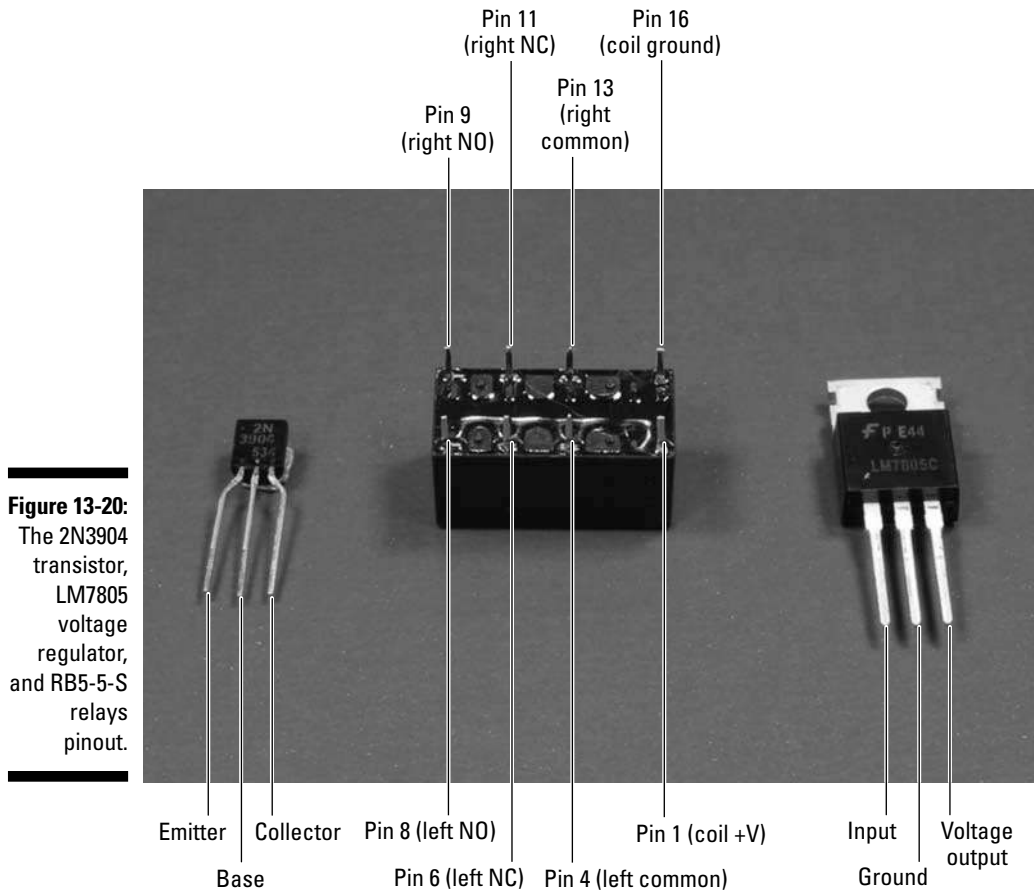 Pin 11
(right NC)
Pin 16
(coil ground)
Pin 9
(right NO)
Pin 13
(right
common)
2N
3904
P E44
LM7805C
Figure 13-20:
The 2N3904
transistor,
LM7805
voltage
regulator,
and RB5-5-S
relays
pinout.
Emitter
Collector
Pin 8 (left NO)
Pin 1 (coil +V)
Input
Voltage
output
Base
Pin 6 (left NC)
Pin 4 (left common)
Ground